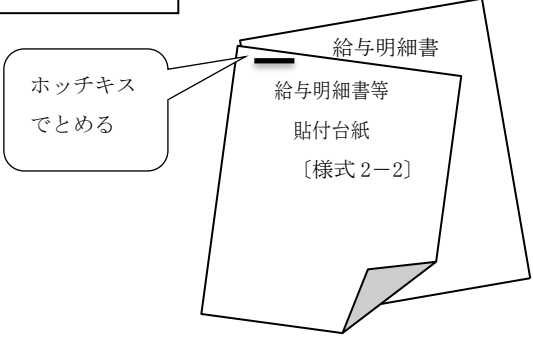 ホッチキス
でとめる
給与明細書
給与明細書等
貼付台紙
〔様式2－2〕